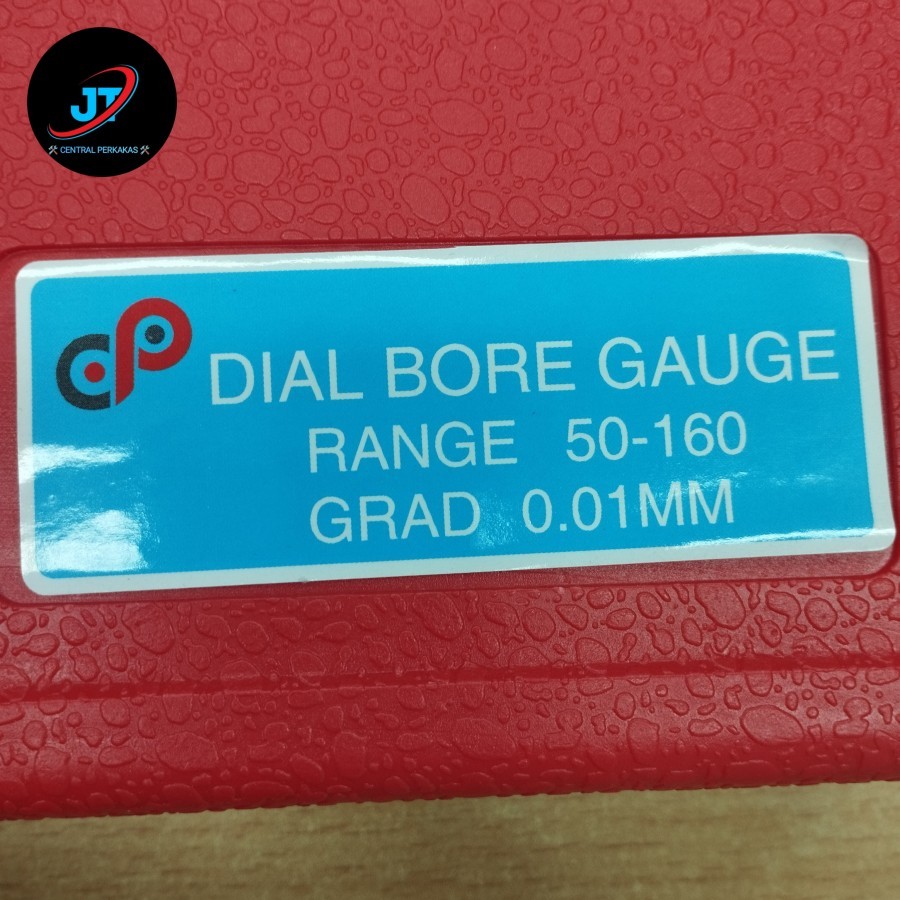 JT
CENTRAL PERKAKAS
DIAL BORE GAUGE
RANGE 50-160
GRAD 0.01MM